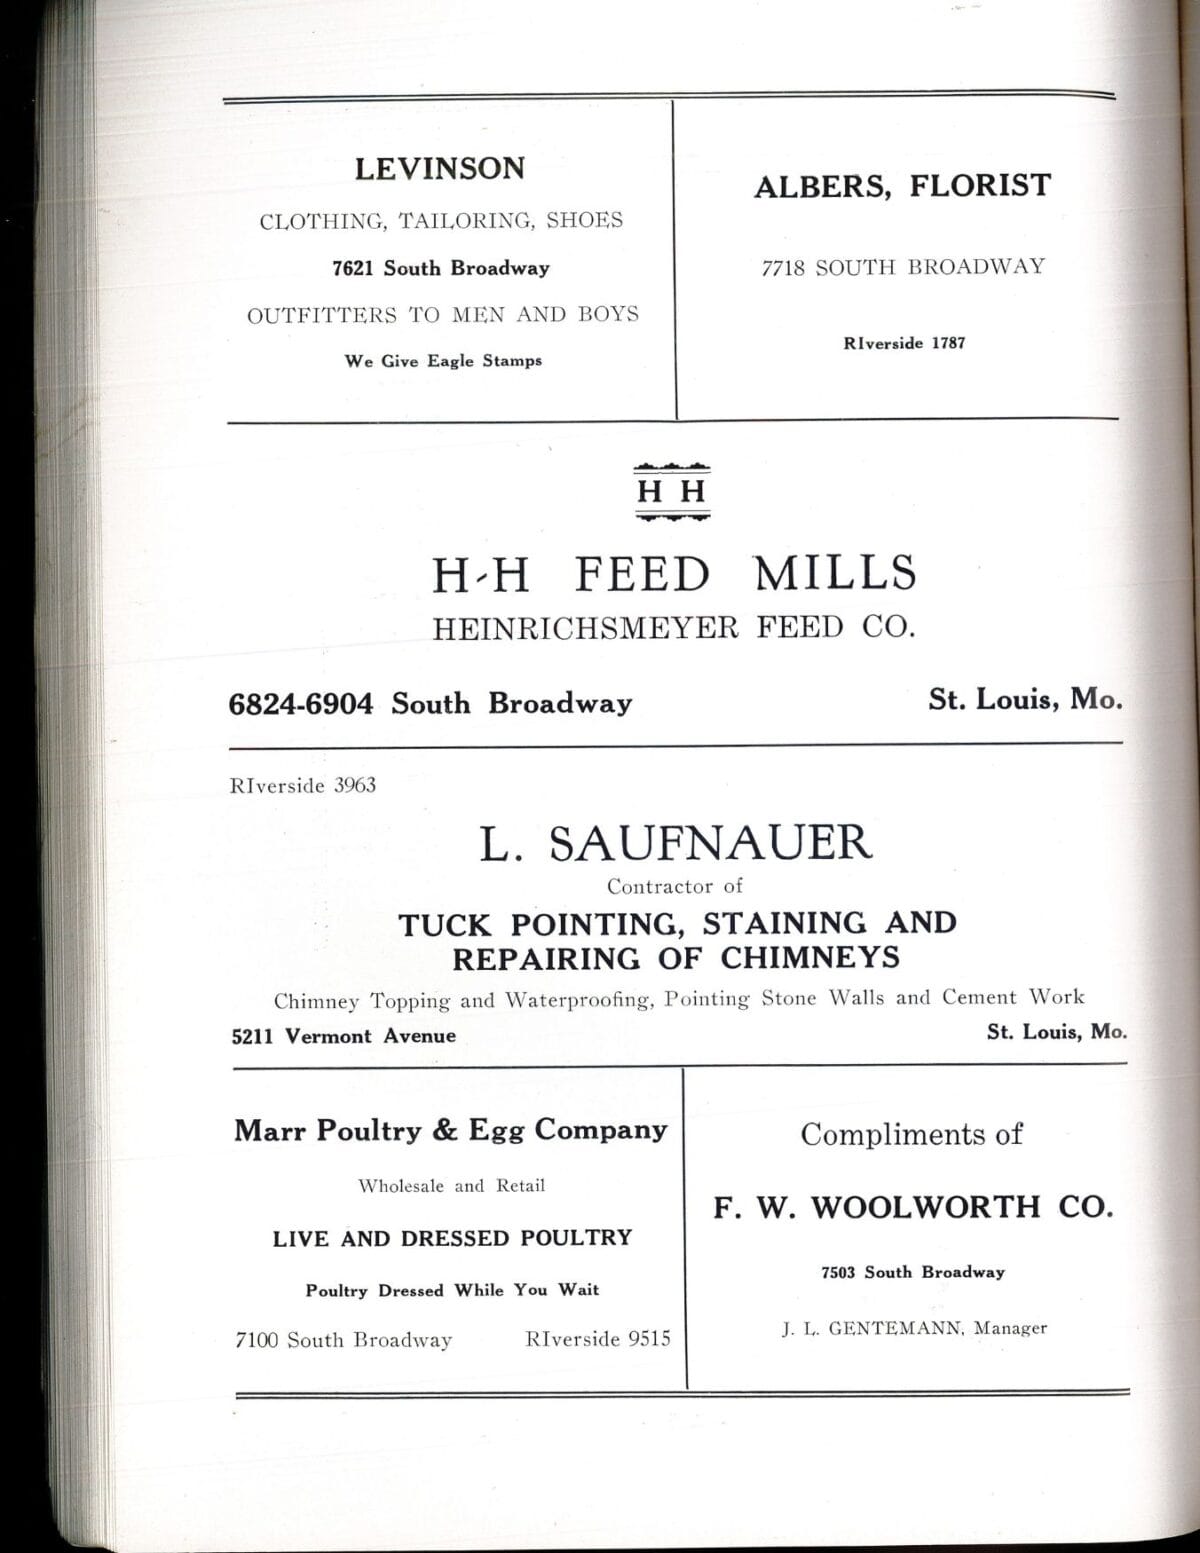 LEVINSON
CLOTHING, TAILORING, SHOES
7621 South Broadway
OUTFITTERS TO MEN AND BOYS
We Give Eagle Stamps
ALBERS, FLORIST
7718 SOUTH BROADWAY
RIverside 1787
H H
H-H FEED MILLS
HEINRICHSMEYER FEED CO.
6824-6904 South Broadway St. Louis, Mo.
RIverside 3963
L. SAUFNAUER
Contractor of
TUCK POINTING, STAINING AND
REPAIRING OF CHIMNEYS
Chimney Topping and Waterproofing, Pointing Stone Walls and Cement Work
5211 Vermont Avenue St. Louis, Mo.
Marr Poultry & Egg Company
Wholesale and Retail
LIVE AND DRESSED POULTRY
Poultry Dressed While You Wait
7100 South Broadway RIverside 9515
Compliments of
F. W. WOOLWORTH CO.
7503 South Broadway
J. L. GENTEMANN, Manager